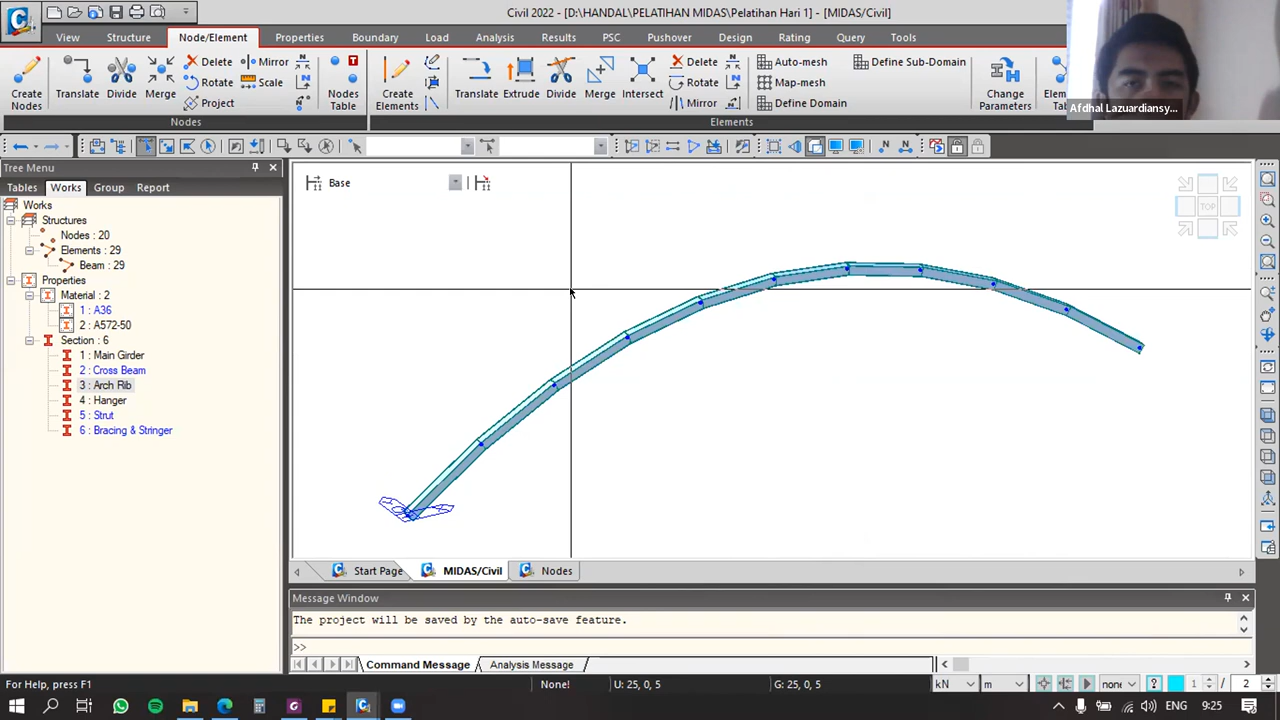 Civil 2022 - [D:\HANDAL\PELATIHAN MIDAS\Pelatihan Hari 1] - [MIDAS/Civil]
View Structure Node/Element Properties Boundary Load Analysis Results PSC Pushover Design Rating Query Tools
Create Nodes Translate Divide Merge Delete Rotate Project Mirror Scale Nodes Table
Create Elements Translate Extrude Divide Merge Intersect Delete Rotate Mirror Auto-mesh Map-mesh Define Domain Define Sub-Domain Change Parameters
Nodes Elements
Afdhal Lazuardiansy...
Tree Menu
Tables Works Group Report
Works
Structures
Nodes : 20
Elements : 29
Beam : 29
Properties
Material : 2
1 : A36
2 : A572-50
Section : 6
1 : Main Girder
2 : Cross Beam
3 : Arch Rib
4 : Hanger
5 : Strut
6 : Bracing & Stringer
Base
TOP
Start Page MIDAS/Civil Nodes
Message Window
The project will be saved by the auto-save feature.
>>
Command Message Analysis Message
For Help, press F1 None! U: 25, 0, 5 G: 25, 0, 5 kN m none 1 / 2
ENG 9:25